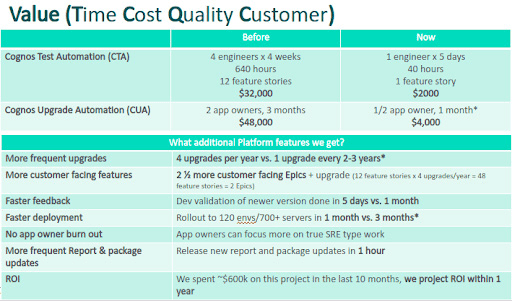 Value (Time Cost Quality Customer)
Before
Now
Cognos Test Automation (CTA)
4 engineers x 4 weeks
640 hours
12 feature stories
$32,000
1 engineer x 5 days
40 hours
1 feature story
$2000
Cognos Upgrade Automation (CUA)
2 app owners, 3 months
$48,000
1/2 app owner, 1 month*
$4,000
What additional Platform features we get?
More frequent upgrades
4 upgrades per year vs. 1 upgrade every 2-3 years*
More customer facing features
2 ½ more customer facing Epics + upgrade (12 feature stories x 4 upgrades/year = 48
feature stories = 2 Epics)
Faster feedback
Dev validation of newer version done in 5 days vs. 1 month
Faster deployment
Rollout to 120 envs/700+ servers in 1 month vs. 3 months*
No app owner burn out
App owners can focus more on true SRE type work
More frequent Report & package
updates
Release new report and package updates in 1 hour
ROI
We spent ~$600k on this project in the last 10 months, we project ROI within 1
year